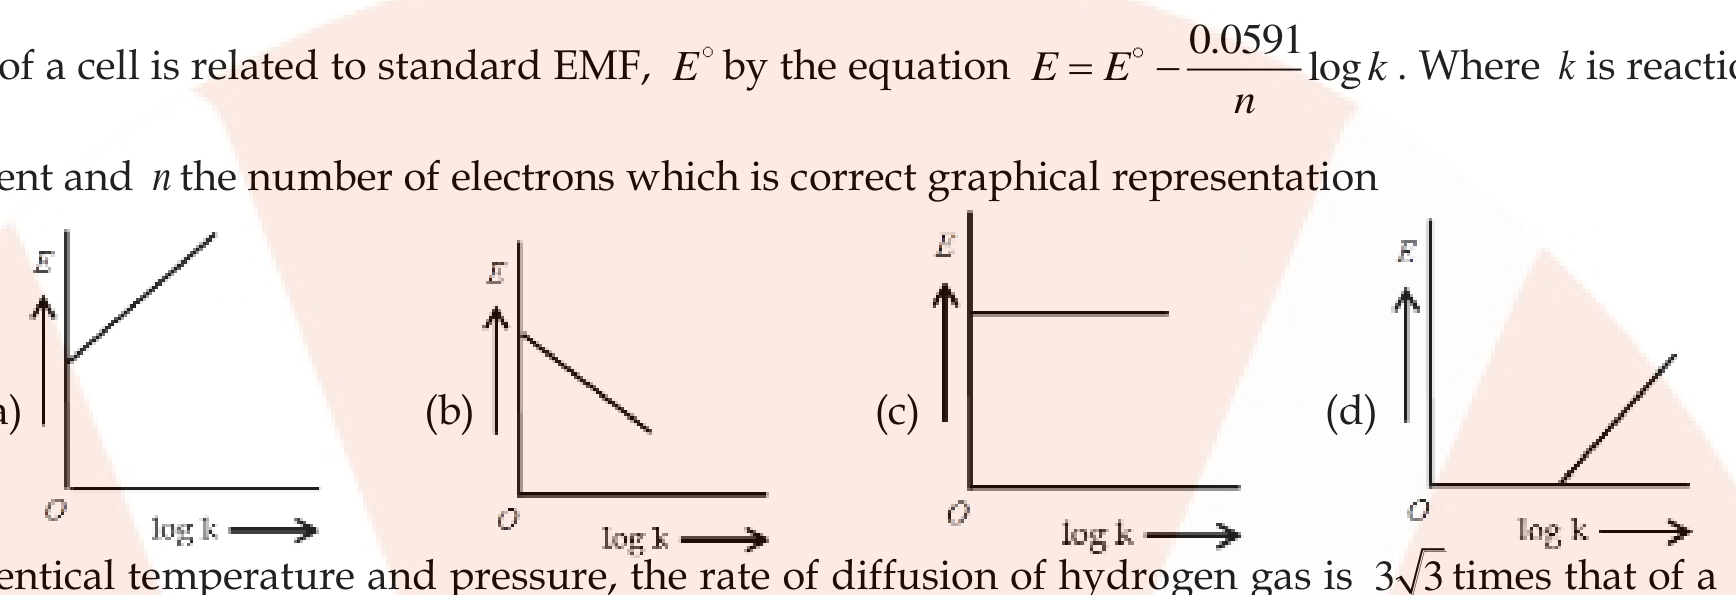 of a cell is related to standard EMF, E° by the equation E = E° − 0.0591/n log k . Where k is reactio
ent and n the number of electrons which is correct graphical representation
E
E
E
E
a)
(b)
(c)
(d)
O
O
O
O
log k
log k
log k
log k
entical temperature and pressure, the rate of diffusion of hydrogen gas is 3√3 times that of a